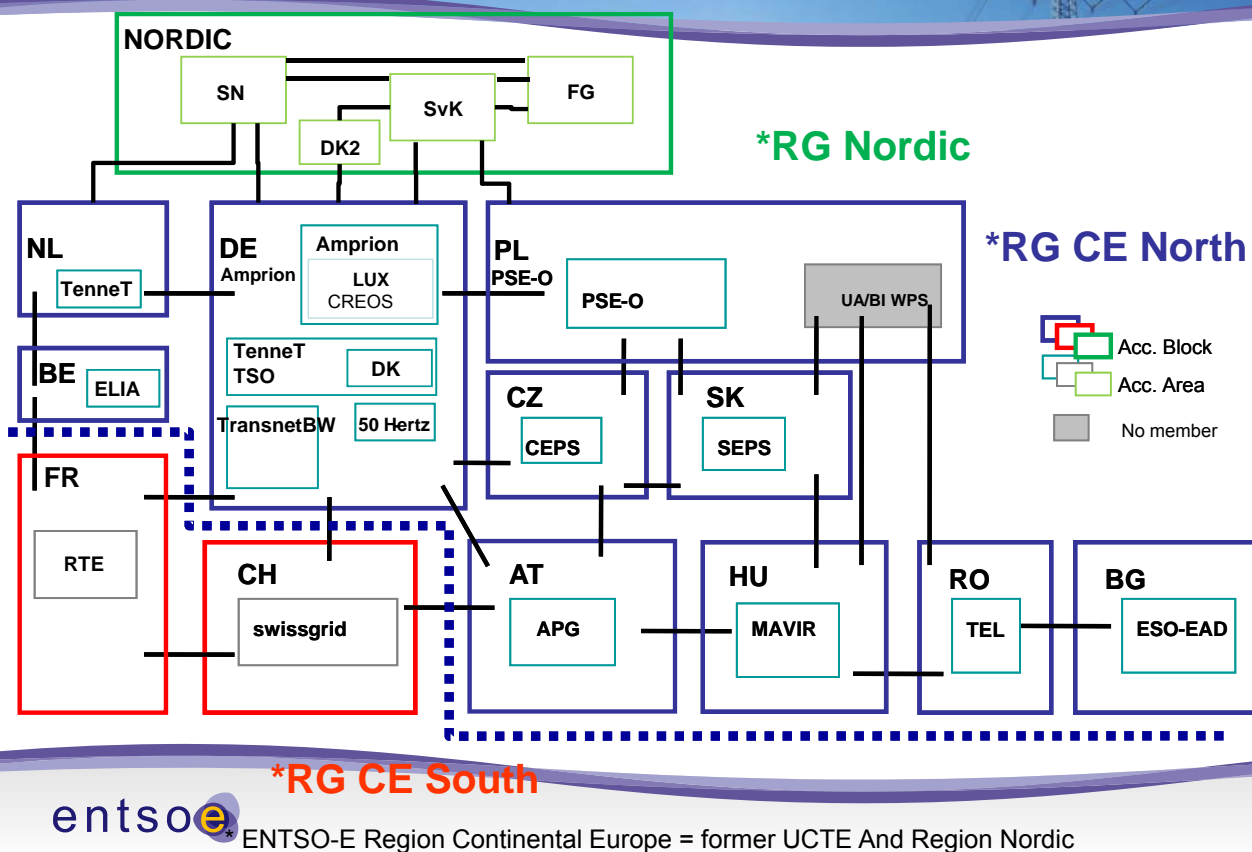 NORDIC
SN
SvK
FG
DK2
*RG Nordic
NL
TenneT
DE
Amprion
Amprion
LUX
CREOS
TenneT
TSO
DK
TransnetBW
50 Hertz
PL
PSE-O
PSE-O
UA/BI WPS
*RG CE North
Acc. Block
Acc. Area
No member
BE
ELIA
CZ
CEPS
SK
SEPS
FR
RTE
CH
swissgrid
AT
APG
HU
MAVIR
RO
TEL
BG
ESO-EAD
*RG CE South
entsoe
* ENTSO-E Region Continental Europe = former UCTE And Region Nordic